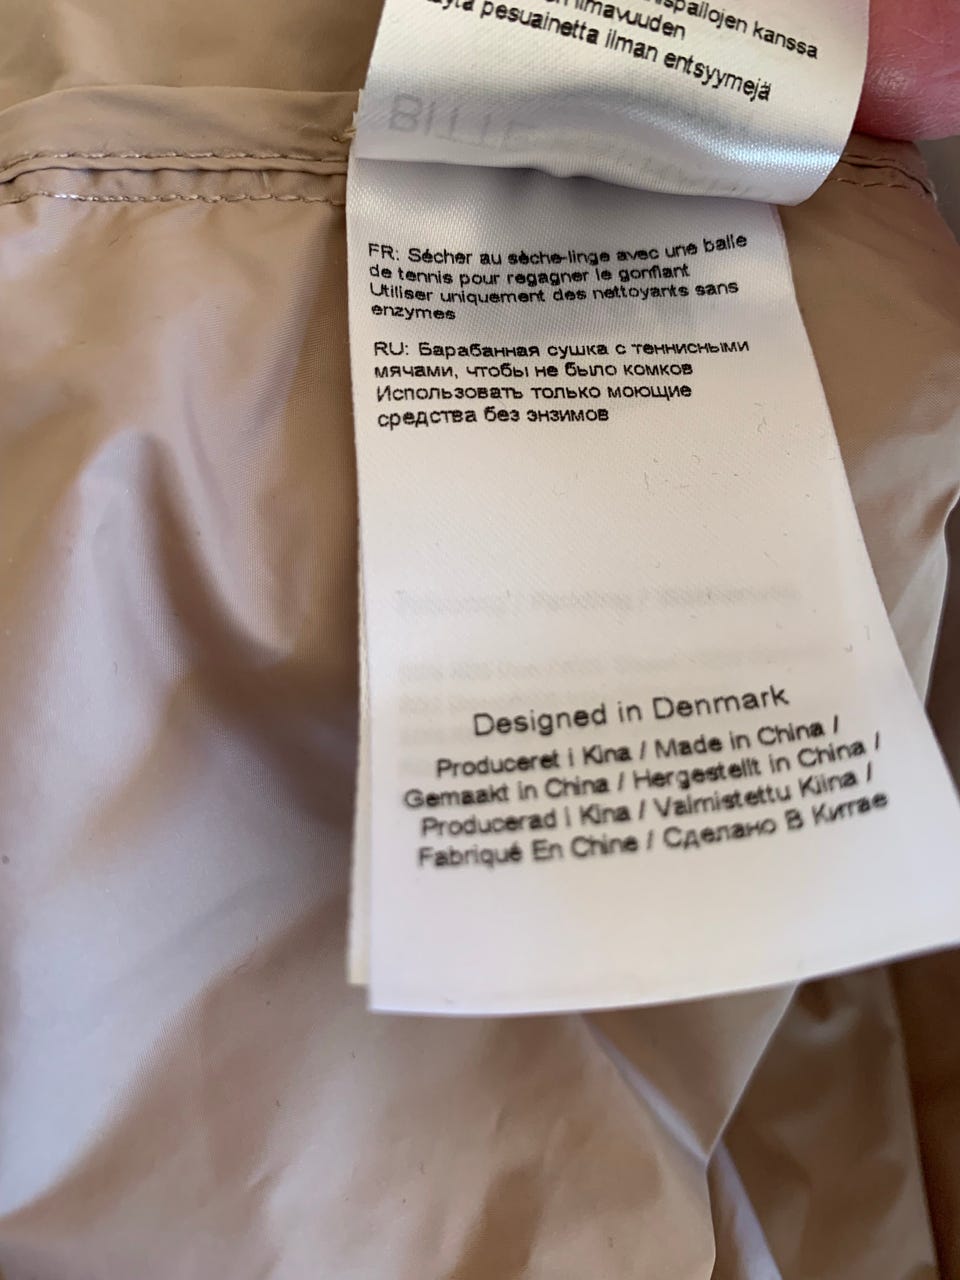 ispallojen kanssa
ilmavuuden
pesuainetta ilman entsyymejä
FR: Sécher au sèche-linge avec une balle
de tennis pour regagner le gonflant
Utiliser uniquement des nettoyants sans
enzymes
RU: Барабанная сушка с теннисными
мячами, чтобы не было комков
Использовать только моющие
средства без энзимов
Designed in Denmark
Produceret i Kina / Made in China /
Gemaakt in China / Hergestellt in China /
Producerad i Kina / Valmistettu Kiina /
Fabriqué En Chine / Сделано В Китае